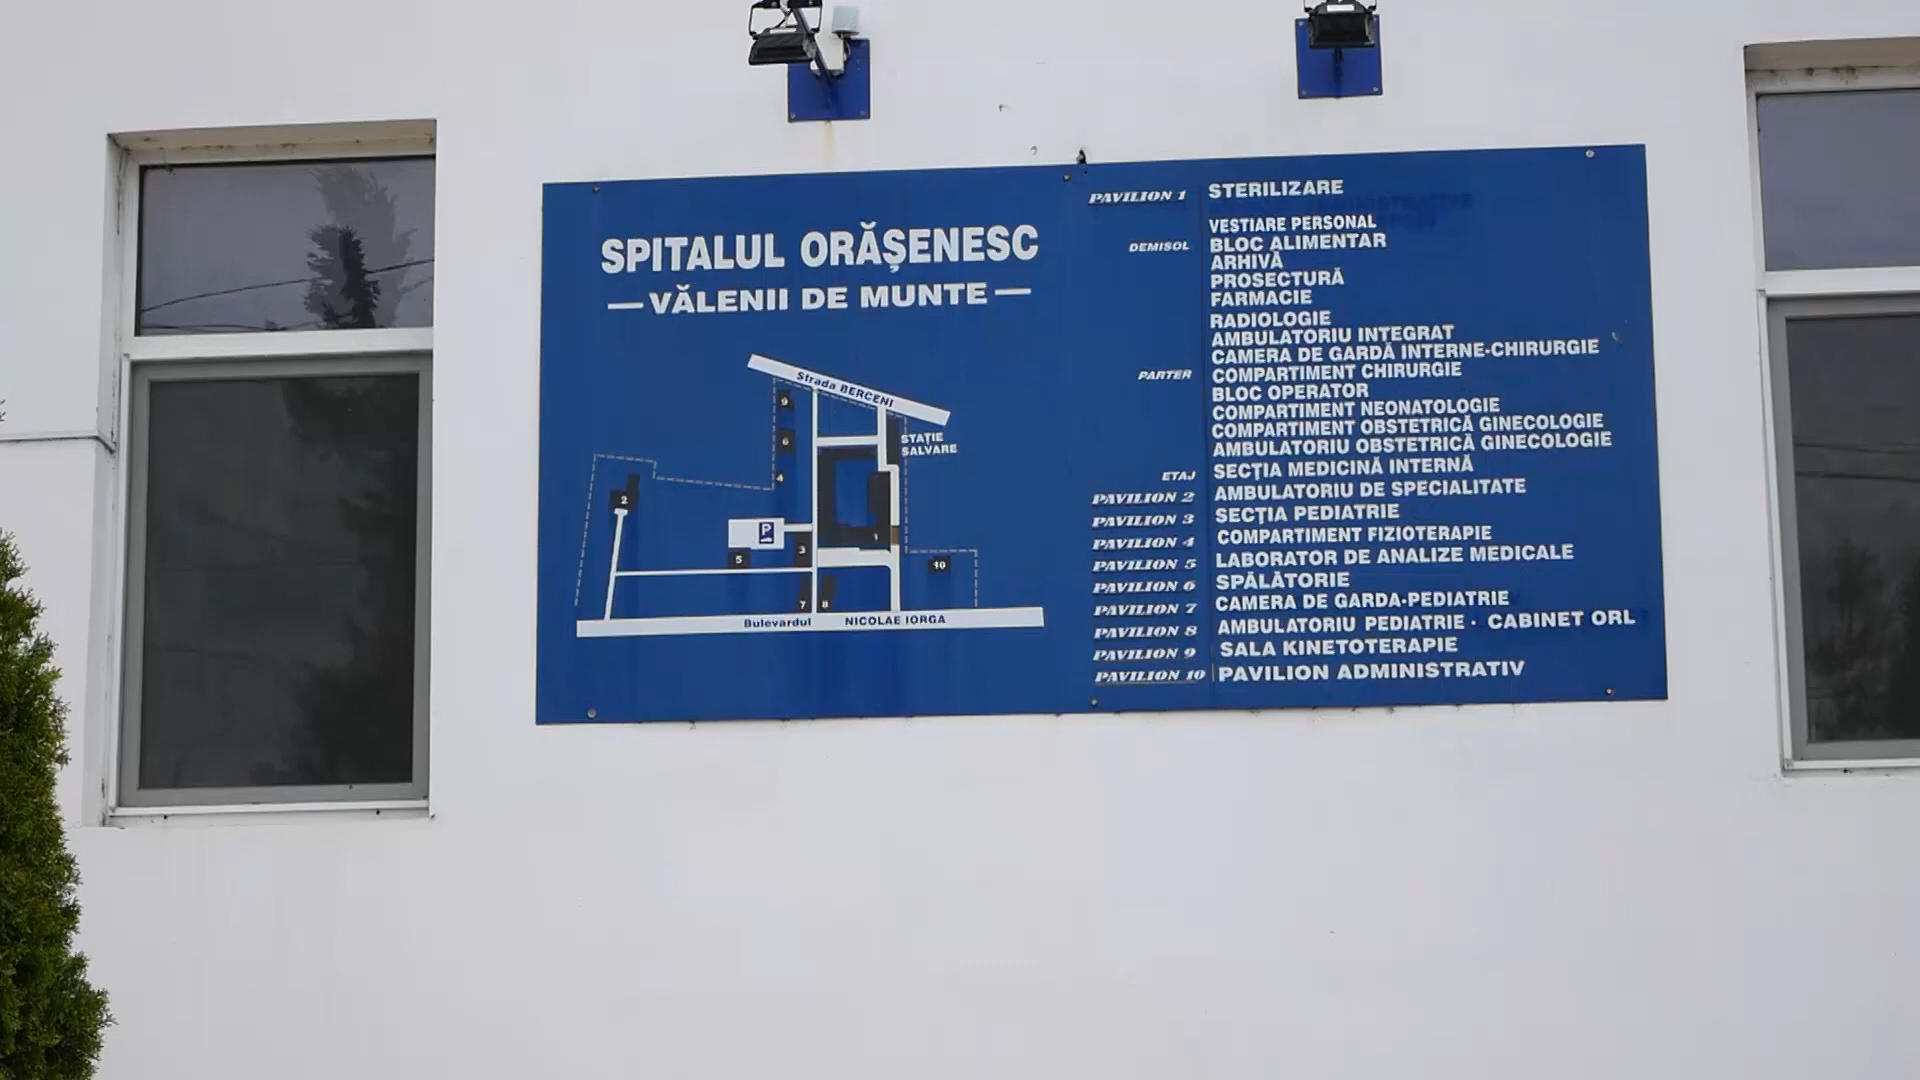 SPITALUL ORĂȘENESC
VĂLENII DE MUNTE
Strada BERCENI
9
6
STAȚIE
SALVARE
4
2
P
1
3
5
10
7
8
Bulevardul NICOLAE IORGA
PAVILION 1 STERILIZARE
VESTIARE PERSONAL
DEMISOL BLOC ALIMENTAR
ARHIVĂ
PROSECTURĂ
FARMACIE
RADIOLOGIE
AMBULATORIU INTEGRAT
CAMERA DE GARDĂ INTERNE-CHIRURGIE
PARTER COMPARTIMENT CHIRURGIE
BLOC OPERATOR
COMPARTIMENT NEONATOLOGIE
COMPARTIMENT OBSTETRICĂ GINECOLOGIE
AMBULATORIU OBSTETRICĂ GINECOLOGIE
ETAJ SECȚIA MEDICINĂ INTERNĂ
PAVILION 2 AMBULATORIU DE SPECIALITATE
PAVILION 3 SECȚIA PEDIATRIE
PAVILION 4 COMPARTIMENT FIZIOTERAPIE
PAVILION 5 LABORATOR DE ANALIZE MEDICALE
PAVILION 6 SPĂLĂTORIE
PAVILION 7 CAMERA DE GARDA-PEDIATRIE
PAVILION 8 AMBULATORIU PEDIATRIE · CABINET ORL
PAVILION 9 SALA KINETOTERAPIE
PAVILION 10 PAVILION ADMINISTRATIV